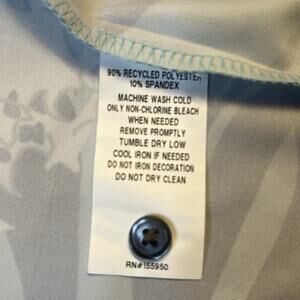 90% RECYCLED POLYESTER
10% SPANDEX
MACHINE WASH COLD
ONLY NON-CHLORINE BLEACH
WHEN NEEDED
REMOVE PROMPTLY
TUMBLE DRY LOW
COOL IRON IF NEEDED
DO NOT IRON DECORATION
DO NOT DRY CLEAN
RN#155950